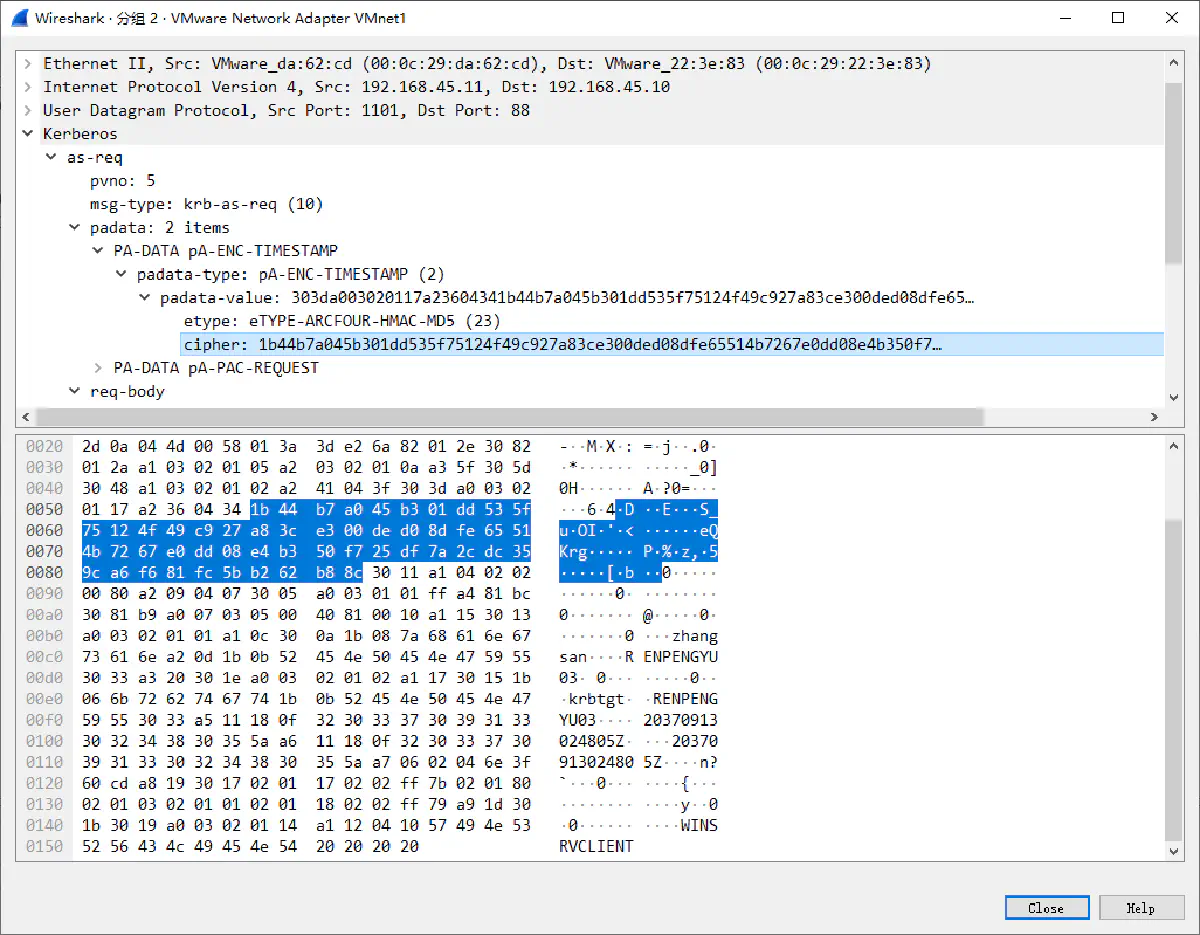 Wireshark · 分组 2 · VMware Network Adapter VMnet1
Ethernet II, Src: VMware_da:62:cd (00:0c:29:da:62:cd), Dst: VMware_22:3e:83 (00:0c:29:22:3e:83)
Internet Protocol Version 4, Src: 192.168.45.11, Dst: 192.168.45.10
User Datagram Protocol, Src Port: 1101, Dst Port: 88
Kerberos
as-req
pvno: 5
msg-type: krb-as-req (10)
padata: 2 items
PA-DATA pA-ENC-TIMESTAMP
padata-type: pA-ENC-TIMESTAMP (2)
padata-value: 303da003020117a23604341b44b7a045b301dd535f75124f49c927a83ce300ded08dfe65…
etype: eTYPE-ARCFOUR-HMAC-MD5 (23)
cipher: 1b44b7a045b301dd535f75124f49c927a83ce300ded08dfe65514b7267e0dd08e4b350f7…
PA-DATA pA-PAC-REQUEST
req-body
0020 2d 0a 04 4d 00 58 01 3a 3d e2 6a 82 01 2e 30 82 -··M·X·: =·j··.0·
0030 01 2a a1 03 02 01 05 a2 03 02 01 0a a3 5f 30 5d ·*······ ·····_0]
0040 30 48 a1 03 02 01 02 a2 41 04 3f 30 3d a0 03 02 0H······ A·?0=···
0050 01 17 a2 36 04 34 1b 44 b7 a0 45 b3 01 dd 53 5f ···6·4·D ··E···S_
0060 75 12 4f 49 c9 27 a8 3c e3 00 de d0 8d fe 65 51 u·OI·'·< ······eQ
0070 4b 72 67 e0 dd 08 e4 b3 50 f7 25 df 7a 2c dc 35 Krg····· P·%·z,·5
0080 9c a6 f6 81 fc 5b b2 62 b8 8c 30 11 a1 04 02 02 ·····[·b ··0·····
0090 00 80 a2 09 04 07 30 05 a0 03 01 01 ff a4 81 bc ······0· ········
00a0 30 81 b9 a0 07 03 05 00 40 81 00 10 a1 15 30 13 0······· @·····0·
00b0 a0 03 02 01 01 a1 0c 30 0a 1b 08 7a 68 61 6e 67 ·······0 ···zhang
00c0 73 61 6e a2 0d 1b 0b 52 45 4e 50 45 4e 47 59 55 san····R ENPENGYU
00d0 30 33 a3 20 30 1e a0 03 02 01 02 a1 17 30 15 1b 03· 0··· ·····0··
00e0 06 6b 72 62 74 67 74 1b 0b 52 45 4e 50 45 4e 47 ·krbtgt· ·RENPENG
00f0 59 55 30 33 a5 11 18 0f 32 30 33 37 30 39 31 33 YU03···· 20370913
0100 30 32 34 38 30 35 5a a6 11 18 0f 32 30 33 37 30 024805Z· ···20370
0110 39 31 33 30 32 34 38 30 35 5a a7 06 02 04 6e 3f 91302480 5Z····n?
0120 60 cd a8 19 30 17 02 01 17 02 02 ff 7b 02 01 80 `···0··· ····{···
0130 02 01 03 02 01 01 02 01 18 02 02 ff 79 a9 1d 30 ········ ····y··0
0140 1b 30 19 a0 03 02 01 14 a1 12 04 10 57 49 4e 53 ·0······ ····WINS
0150 52 56 43 4c 49 45 4e 54 20 20 20 20 RVCLIENT
Close
Help